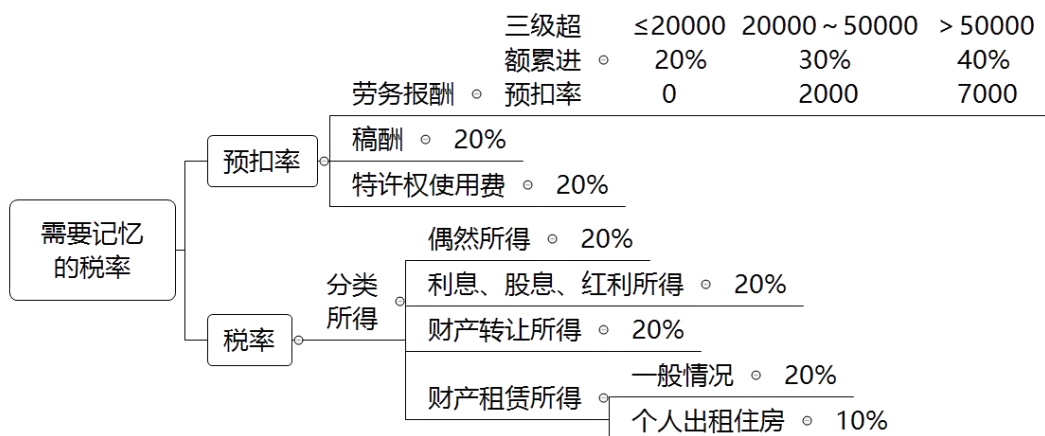 三级超 ≤20000 20000~50000 >50000
额累进 20% 30% 40%
劳务报酬 预扣率 0 2000 7000
稿酬 20%
预扣率
特许权使用费 20%
需要记忆
的税率
偶然所得 20%
分类
所得
利息、股息、红利所得 20%
税率
财产转让所得 20%
财产租赁所得
一般情况 20%
个人出租住房 10%